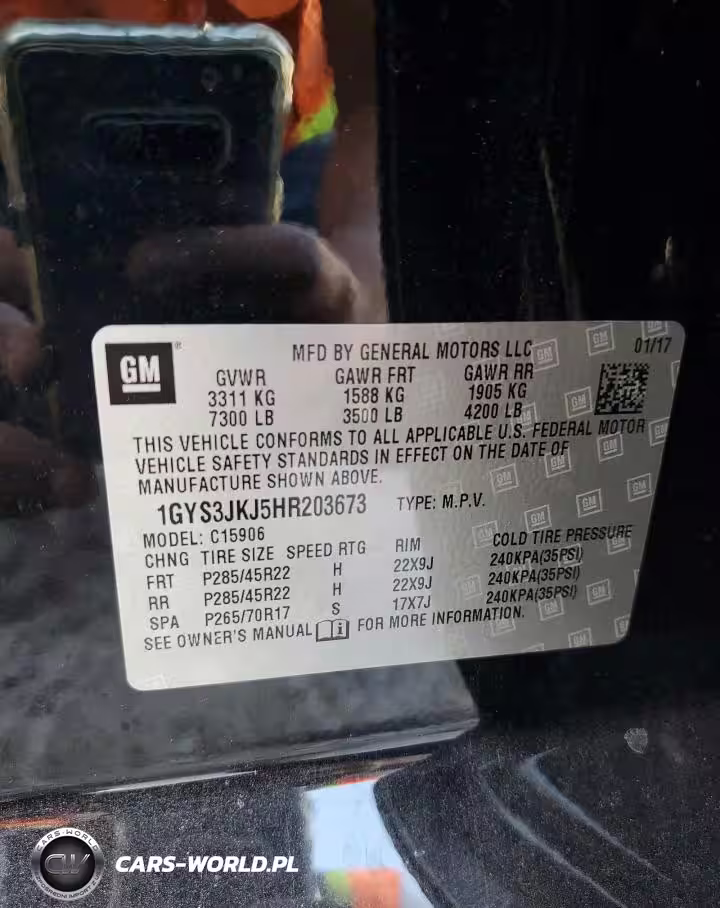 GM ®
MFD BY GENERAL MOTORS LLC 01/17
GVWR GAWR FRT GAWR RR
3311 KG 1588 KG 1905 KG
7300 LB 3500 LB 4200 LB
THIS VEHICLE CONFORMS TO ALL APPLICABLE U.S. FEDERAL MOTOR
VEHICLE SAFETY STANDARDS IN EFFECT ON THE DATE OF
MANUFACTURE SHOWN ABOVE.
1GYS3JKJ5HR203673 TYPE: M.P.V.
MODEL: C15906
CHNG TIRE SIZE SPEED RTG RIM COLD TIRE PRESSURE
FRT P285/45R22 H 22X9J 240KPA(35PSI)
RR P285/45R22 H 22X9J 240KPA(35PSI)
SPA P265/70R17 S 17X7J 240KPA(35PSI)
SEE OWNER'S MANUAL FOR MORE INFORMATION.
CARS-WORLD
CW
CARS-WORLD.PL